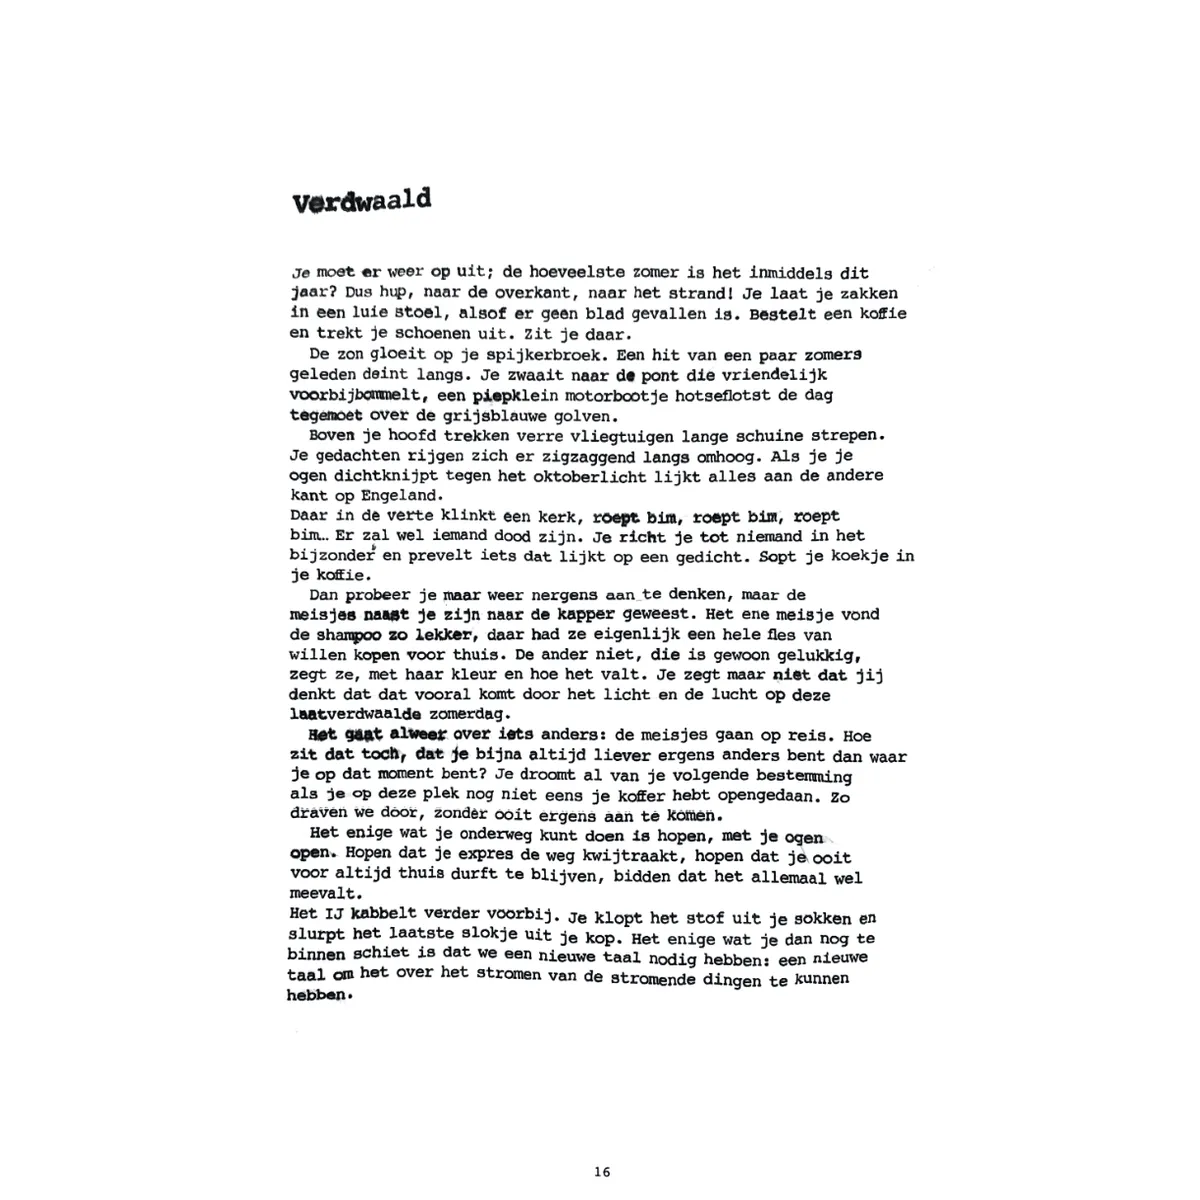 Verdwaald
Je moet er weer op uit; de hoeveelste zomer is het inmiddels dit
jaar? Dus hup, naar de overkant, naar het strand! Je laat je zakken
in een luie stoel, alsof er geen blad gevallen is. Bestelt een koffie
en trekt je schoenen uit. Zit je daar.
De zon gloeit op je spijkerbroek. Een hit van een paar zomers
geleden deint langs. Je zwaait naar de pont die vriendelijk
voorbijbommelt, een piepklein motorbootje hotseflotst de dag
tegemoet over de grijsblauwe golven.
Boven je hoofd trekken verre vliegtuigen lange schuine strepen.
Je gedachten rijgen zich er zigzaggend langs omhoog. Als je je
ogen dichtknijpt tegen het oktoberlicht lijkt alles aan de andere
kant op Engeland.
Daar in de verte klinkt een kerk, roept bim, roept bim, roept
bim… Er zal wel iemand dood zijn. Je richt je tot niemand in het
bijzonder en prevelt iets dat lijkt op een gedicht. Sopt je koekje in
je koffie.
Dan probeer je maar weer nergens aan te denken, maar de
meisjes naast je zijn naar de kapper geweest. Het ene meisje vond
de shampoo zo lekker, daar had ze eigenlijk een hele fles van
willen kopen voor thuis. De ander niet, die is gewoon gelukkig,
zegt ze, met haar kleur en hoe het valt. Je zegt maar niet dat jij
denkt dat dat vooral komt door het licht en de lucht op deze
laatverdwaalde zomerdag.
Het gaat alweer over iets anders: de meisjes gaan op reis. Hoe
zit dat toch, dat je bijna altijd liever ergens anders bent dan waar
je op dat moment bent? Je droomt al van je volgende bestemming
als je op deze plek nog niet eens je koffer hebt opengedaan. Zo
draven we door, zonder ooit ergens aan te komen.
Het enige wat je onderweg kunt doen is hopen, met je ogen
open. Hopen dat je expres de weg kwijtraakt, hopen dat je ooit
voor altijd thuis durft te blijven, bidden dat het allemaal wel
meevalt.
Het IJ kabbelt verder voorbij. Je klopt het stof uit je sokken en
slurpt het laatste slokje uit je kop. Het enige wat je dan nog te
binnen schiet is dat we een nieuwe taal nodig hebben: een nieuwe
taal om het over het stromen van de stromende dingen te kunnen
hebben.
16